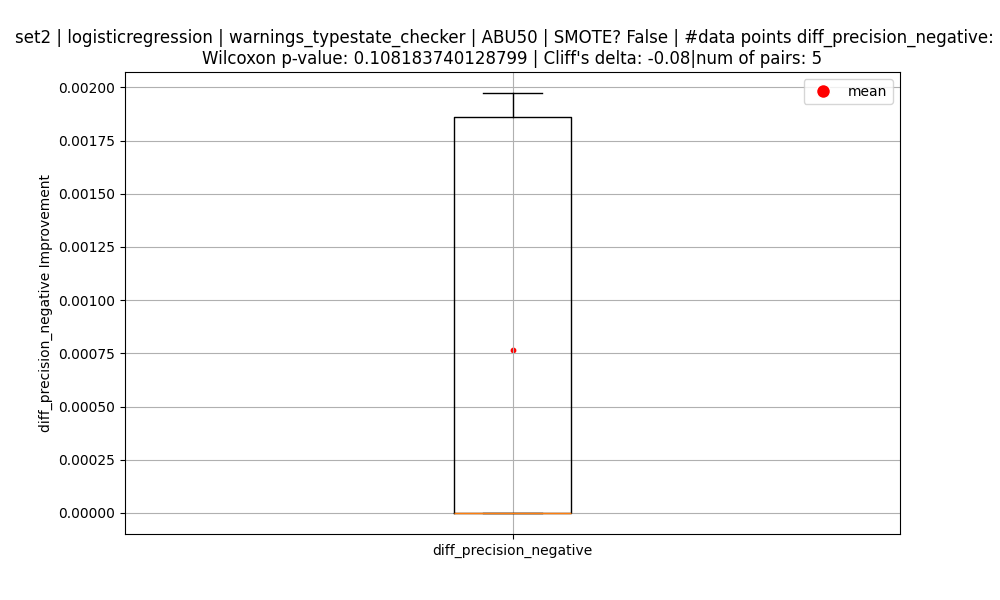 set2 | logisticregression | warnings_typestate_checker | ABU50 | SMOTE? False | #data points diff_precision_negative:
Wilcoxon p-value: 0.108183740128799 | Cliff's delta: -0.08|num of pairs: 5
mean
0.00200
0.00175
0.00150
0.00125
0.00100
0.00075
0.00050
0.00025
0.00000
diff_precision_negative Improvement
diff_precision_negative